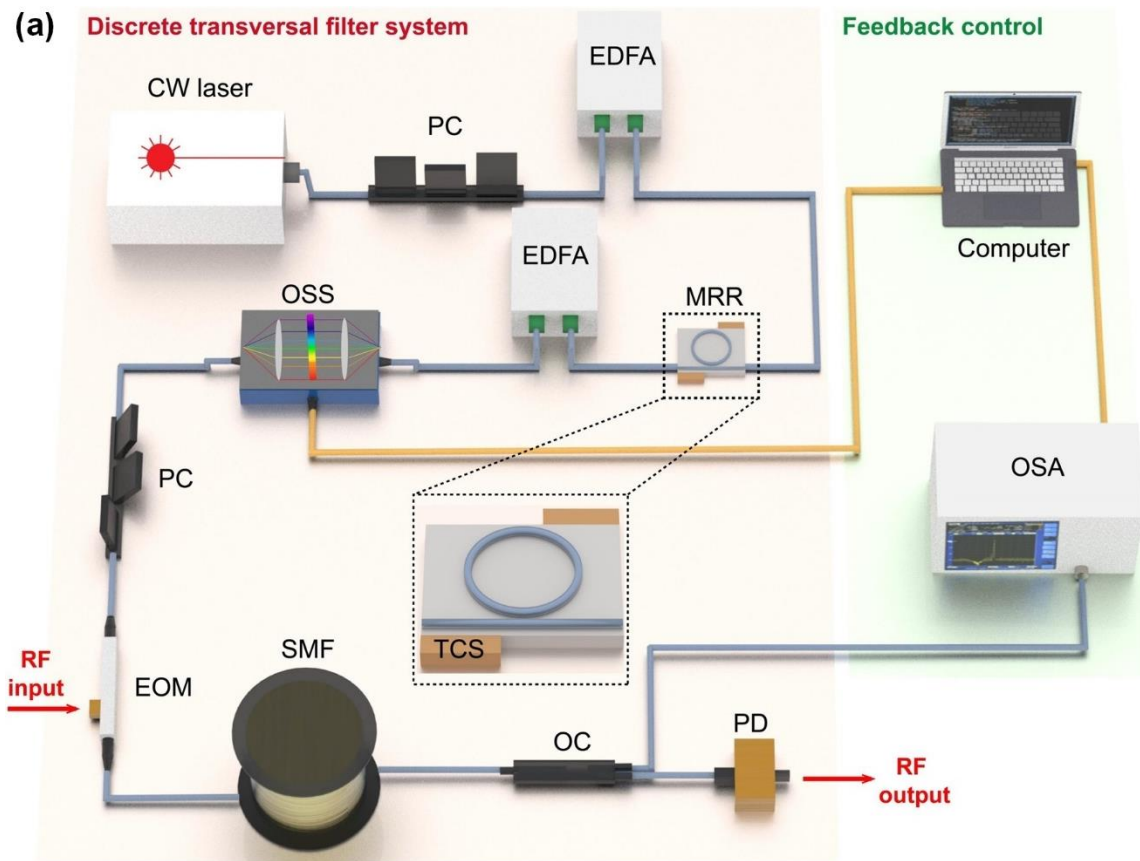 (a)
Discrete transversal filter system
Feedback control
EDFA
CW laser
PC
EDFA
Computer
OSS
MRR
PC
OSA
TCS
SMF
RF
input
EOM
OC
PD
RF
output